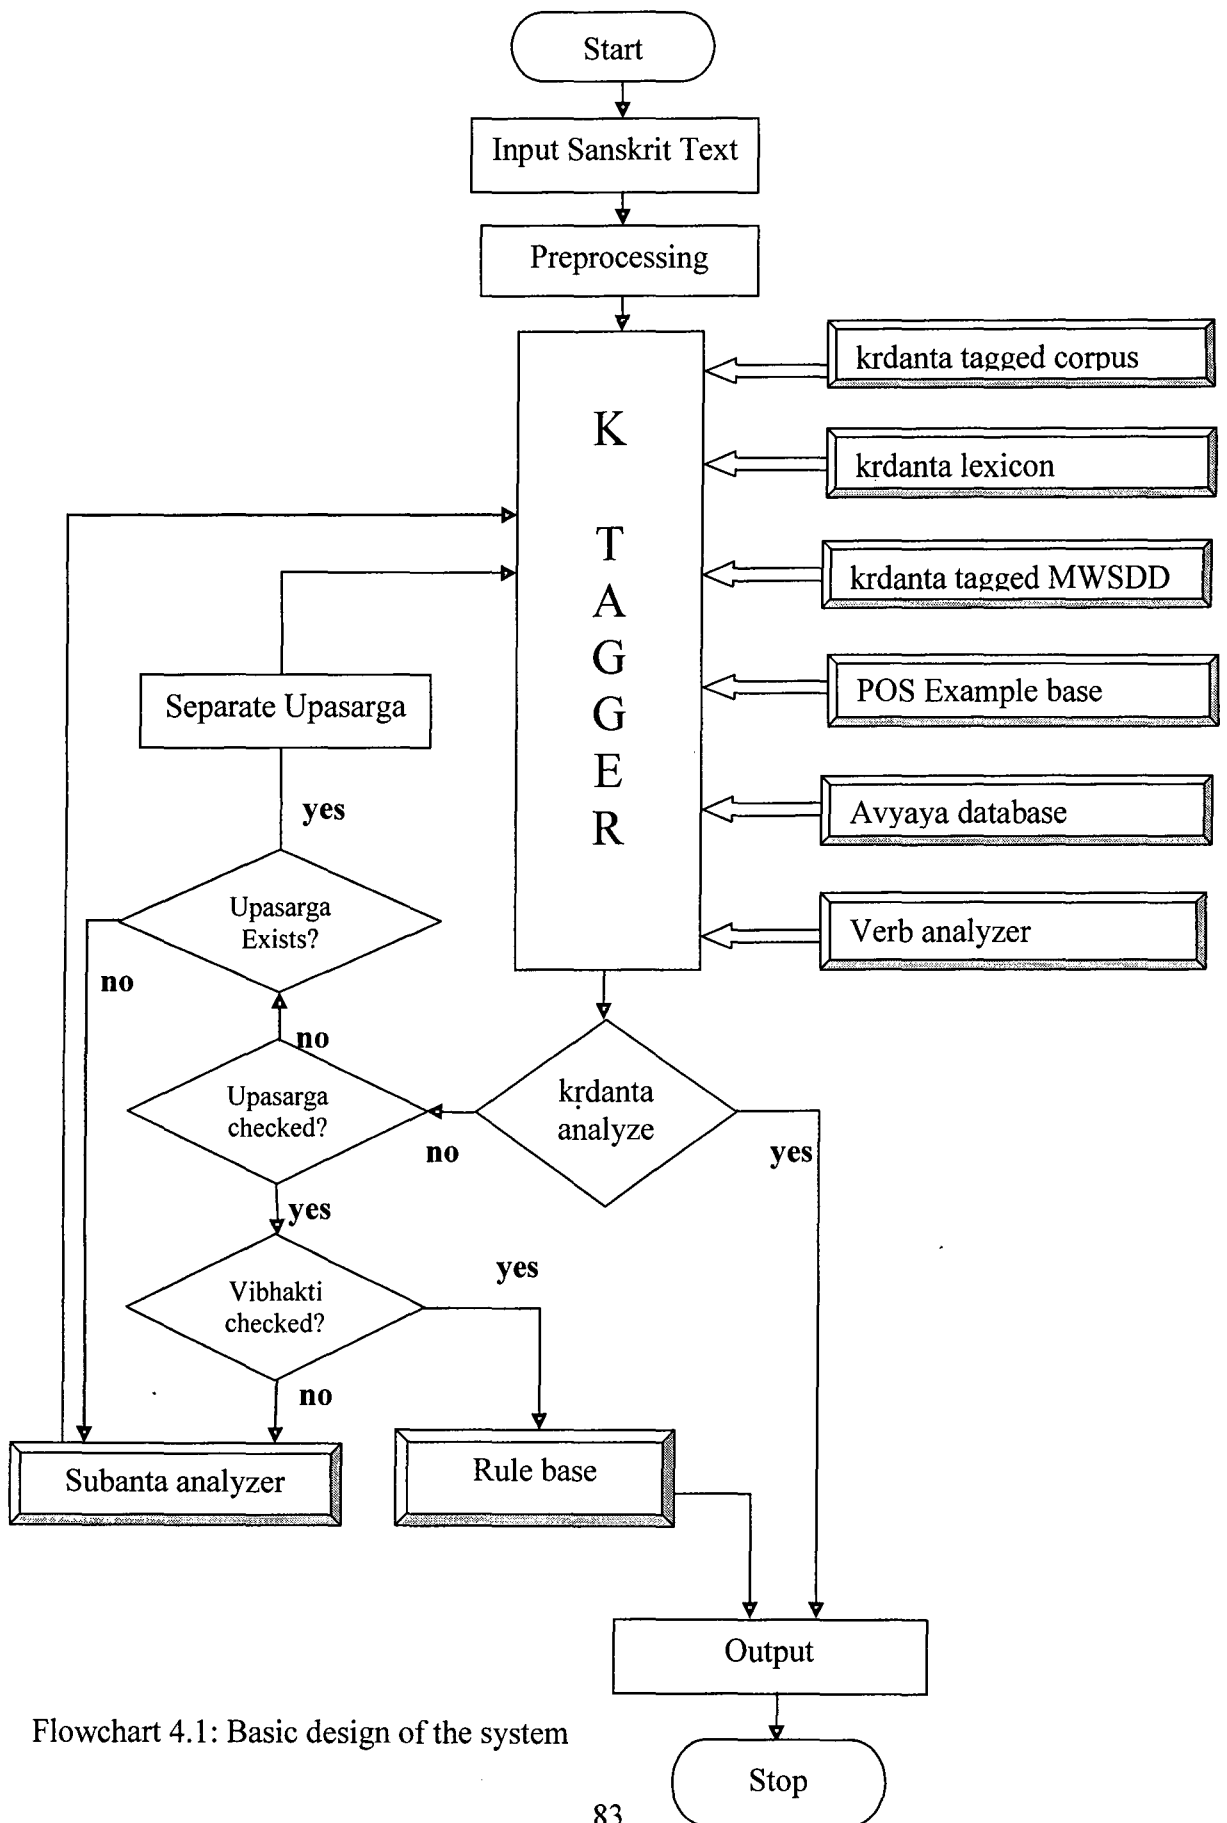 Start
Input Sanskrit Text
Preprocessing
K
T
A
G
G
E
R
krdanta tagged corpus
krdanta lexicon
krdanta tagged MWSDD
POS Example base
Avyaya database
Verb analyzer
Separate Upasarga
yes
Upasarga
Exists?
no
no
Upasarga
checked?
no
kṛdanta
analyze
yes
yes
Vibhakti
checked?
yes
no
Subanta analyzer
Rule base
Output
Flowchart 4.1: Basic design of the system
Stop
83